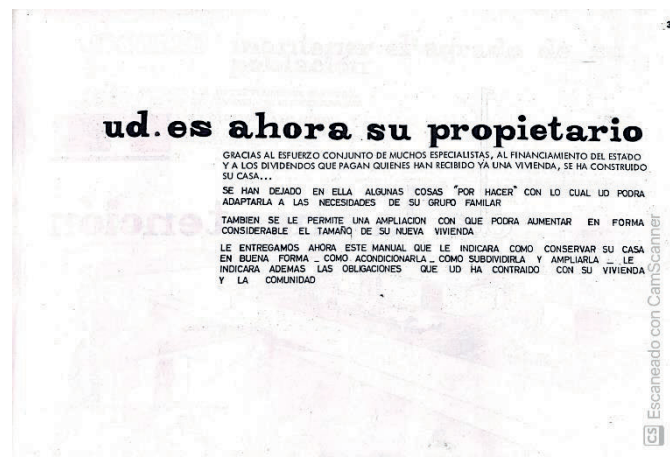 ud. es ahora su propietario
GRACIAS AL ESFUERZO CONJUNTO DE MUCHOS ESPECIALISTAS, AL FINANCIAMIENTO DEL ESTADO
Y A LOS DIVIDENDOS QUE PAGAN QUIENES HAN RECIBIDO YA UNA VIVIENDA, SE HA CONSTRUIDO
SU CASA...
SE HAN DEJADO EN ELLA ALGUNAS COSAS "POR HACER" CON LO CUAL UD PODRA
ADAPTARLA A LAS NECESIDADES DE SU GRUPO FAMILAR
TAMBIEN SE LE PERMITE UNA AMPLIACION CON QUE PODRA AUMENTAR EN FORMA
CONSIDERABLE EL TAMAÑO DE SU NUEVA VIVIENDA
LE ENTREGAMOS AHORA ESTE MANUAL QUE LE INDICARA COMO CONSERVAR SU CASA
EN BUENA FORMA _ COMO ACONDICIONARLA _ COMO SUBDIVIDIRLA Y AMPLIARLA _ LE
INDICARA ADEMAS LAS OBLIGACIONES QUE UD HA CONTRAIDO CON SU VIVIENDA
Y LA COMUNIDAD
CS Escaneado con CamScanner